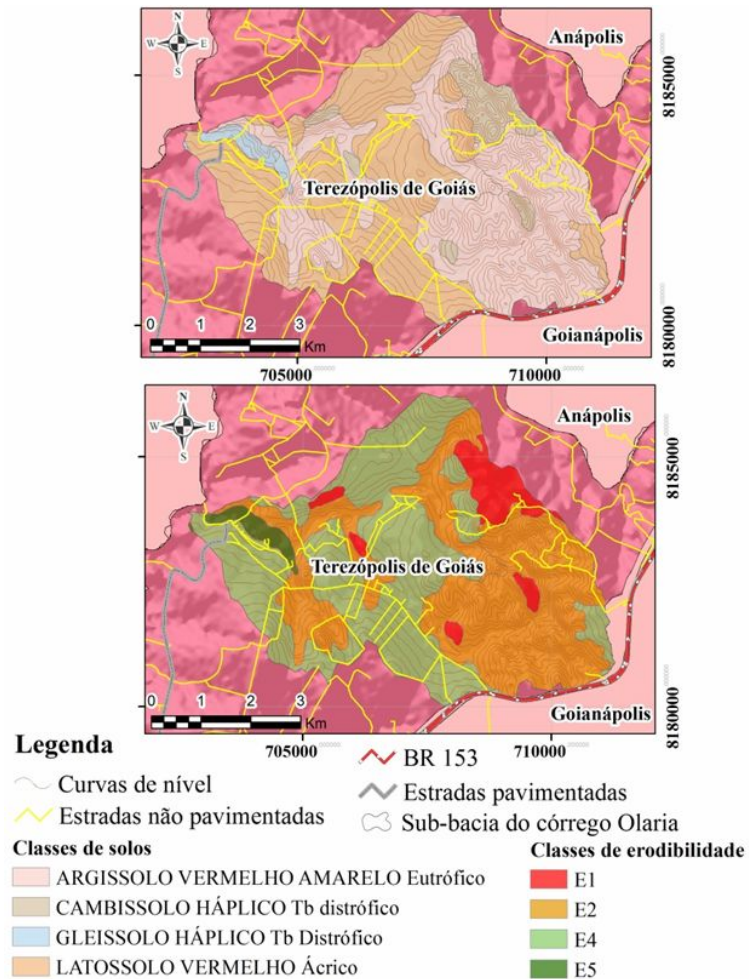 N
W E
S
Anápolis
8185000
Terezópolis de Goiás
0 1 2 3
Km
Goianápolis
8180000
705000 710000
N
W E
S
Anápolis
8185000
Terezópolis de Goiás
0 1 2 3
Km
Goianápolis
8180000
705000 710000
Legenda
Curvas de nível
Estradas não pavimentadas
BR 153
Estradas pavimentadas
Sub-bacia do córrego Olaria
Classes de solos
ARGISSOLO VERMELHO AMARELO Eutrófico
CAMBISSOLO HÁPLICO Tb distrófico
GLEISSOLO HÁPLICO Tb Distrófico
LATOSSOLO VERMELHO Ácrico
Classes de erodibilidade
E1
E2
E4
E5